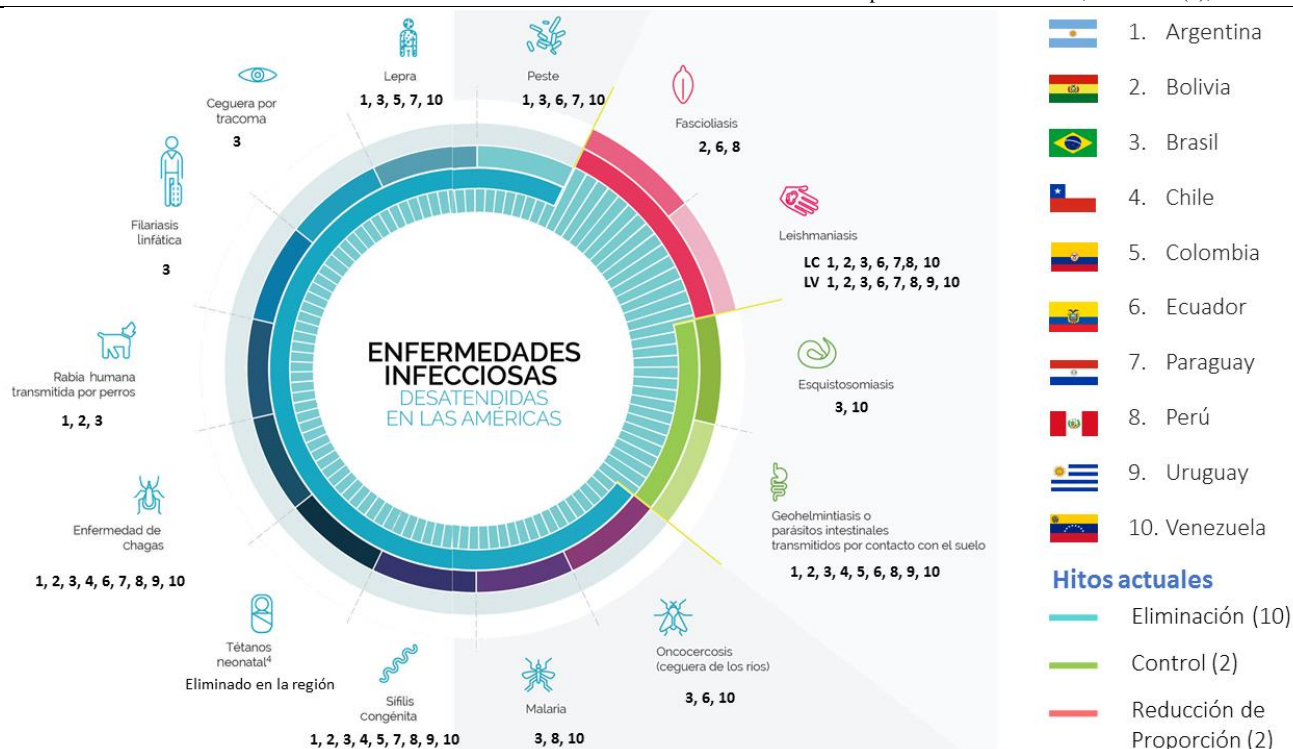 Lepra
1, 3, 5, 7, 10
Peste
1, 3, 6, 7, 10
Fascioliasis
2, 6, 8
Leishmaniasis
LC 1, 2, 3, 6, 7,8, 10
LV 1, 2, 3, 6, 7, 8, 9, 10
Esquistosomiasis
3, 10
Geohelmintiasis o
parásitos intestinales
transmitidos por contacto con el suelo
1, 2, 3, 4, 5, 6, 8, 9, 10
Oncocercosis
(ceguera de los ríos)
3, 6, 10
Malaria
3, 8, 10
Sífilis
congénita
1, 2, 3, 4, 5, 7, 8, 9, 10
Tétanos
neonatal4
Eliminado en la región
Enfermedad de
chagas
1, 2, 3, 4, 6, 7, 8, 9, 10
Rabia humana
transmitida por perros
1, 2, 3
Filariasis
linfática
3
Ceguera por
tracoma
3
ENFERMEDADES
INFECCIOSAS
DESATENDIDAS
EN LAS AMÉRICAS
1. Argentina
2. Bolivia
3. Brasil
4. Chile
5. Colombia
6. Ecuador
7. Paraguay
8. Perú
9. Uruguay
10. Venezuela
Hitos actuales
Eliminación (10)
Control (2)
Reducción de
Proporción (2)